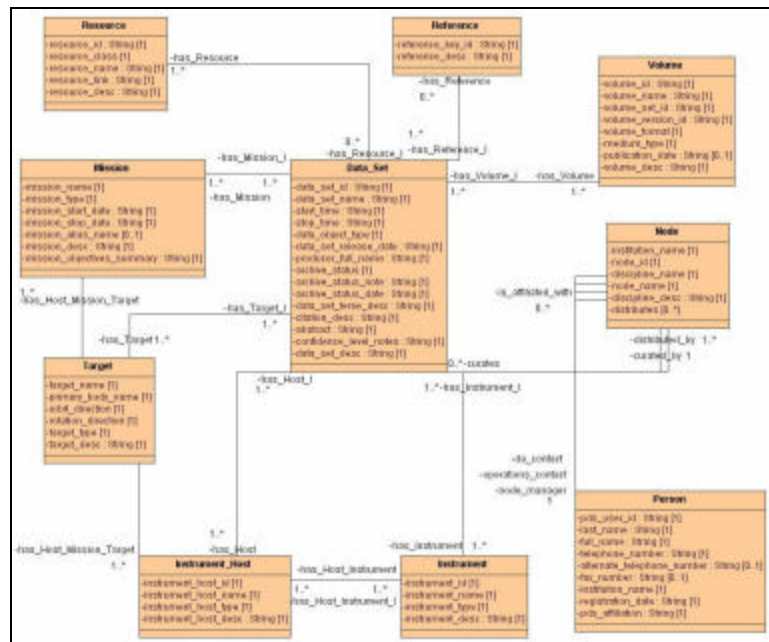 Resource
-resource_id : String [1]
-resource_class [1]
-resource_name : String [1]
-resource_link : String [1]
-resource_desc : String [1]
-has_Resource
1..*
0..*
-has_Resource_I
Reference
-reference_key_id : String [1]
-reference_desc : String [1]
-has_Reference
0..*
1..*
-has_Reference_I
Volume
-volume_id : String [1]
-volume_name : String [1]
-volume_set_id : String [1]
-volume_version_id : String [1]
-volume_format [1]
-medium_type [1]
-publication_date : String [0..1]
-volume_desc : String [1]
-has_Volume_I
1..*
-has_Volume
1..*
Mission
-mission_name [1]
-mission_type [1]
-mission_start_date : String [1]
-mission_stop_date : String [1]
-mission_alias_name [0..1]
-mission_desc : String [1]
-mission_objectives_summary : String [1]
-has_Mission_I
1..*
1..*
-has_Mission
Data_Set
-data_set_id : String [1]
-data_set_name : String [1]
-start_time : String [1]
-stop_time : String [1]
-data_object_type [1]
-data_set_release_date : String [1]
-producer_full_name : String [1]
-archive_status [1]
-archive_status_note : String [1]
-archive_status_date : String [1]
-data_set_terse_desc : String [1]
-citation_desc : String [1]
-abstract : String [1]
-confidence_level_notes : String [1]
-data_set_desc : String [1]
Node
-institution_name [1]
-node_id [1]
-discipline_name [1]
-node_name [1]
-discipline_desc : String [1]
-distributes [0..*]
-is_affiliated_with
0..*
-distributed_by 1..*
-curated_by 1
0..* -curates
1..*
-has_Host_Mission_Target
-has_Target_I
1..*
-has_Target 1..*
Target
-target_name [1]
-primary_body_name [1]
-orbit_direction [1]
-rotation_direction [1]
-target_type [1]
-target_desc : String [1]
-has_Host_I
1..*
1..* -has_Instrument_I
-do_contact
-operations_contact
-node_manager
1
Person
-pds_user_id : String [1]
-last_name : String [1]
-full_name : String [1]
-telephone_number : String [1]
-alternate_telephone_number : String [0..1]
-fax_number : String [0..1]
-institution_name [1]
-registration_date : String [1]
-pds_affiliation : String [1]
-has_Host_Mission_Target
1..*
1..*
-has_Host
-has_Instrument 1..*
Instrument_Host
-instrument_host_id [1]
-instrument_host_name [1]
-instrument_host_type [1]
-instrument_host_desc : String [1]
-has_Host_Instrument
1..*
1..*
-has_Host_Instrument_I
Instrument
-instrument_id [1]
-instrument_name [1]
-instrument_type [1]
-instrument_desc : String [1]